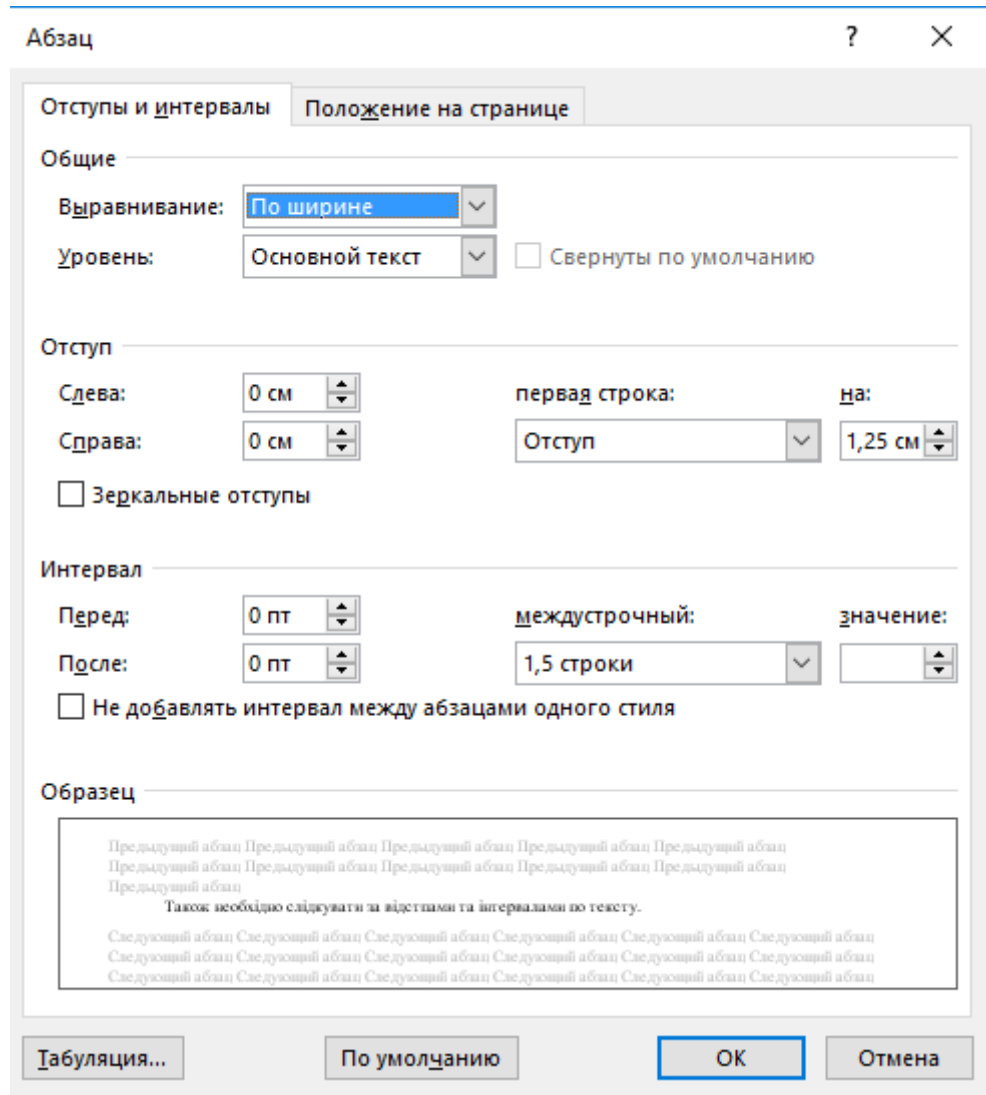 Абзац ?
Отступы и интервалы Положение на странице
Общие
Выравнивание: По ширине
Уровень: Основной текст Свернуты по умолчанию
Отступ
Слева: 0 см первая строка: на:
Справа: 0 см Отступ 1,25 см
Зеркальные отступы
Интервал
Перед: 0 пт междустрочный: значение:
После: 0 пт 1,5 строки
Не добавлять интервал между абзацами одного стиля
Образец
Предыдущий абзац Предыдущий абзац Предыдущий абзац Предыдущий абзац Предыдущий абзац
Предыдущий абзац Предыдущий абзац Предыдущий абзац Предыдущий абзац Предыдущий абзац
Предыдущий абзац
Також необхідно слідкувати за відстпами та інтервалами по тексту.
Следующий абзац Следующий абзац Следующий абзац Следующий абзац Следующий абзац Следующий абзац
Следующий абзац Следующий абзац Следующий абзац Следующий абзац Следующий абзац Следующий абзац
Следующий абзац Следующий абзац Следующий абзац Следующий абзац Следующий абзац Следующий абзац
Табуляция... По умолчанию ОК Отмена